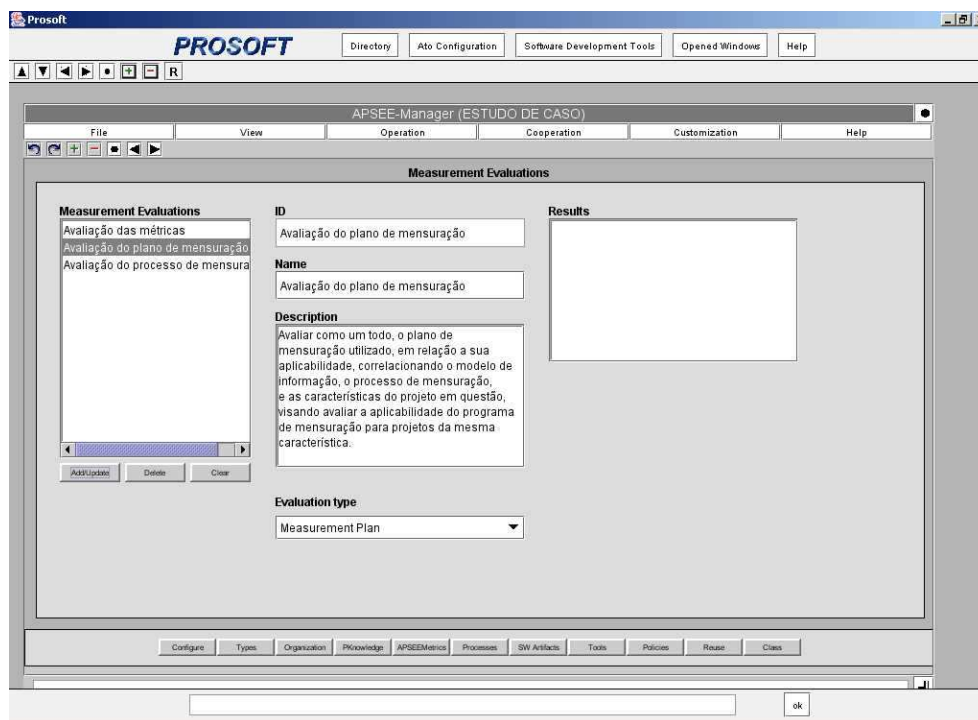 Prosoft
PROSOFT
Directory
Ato Configuration
Software Development Tools
Opened Windows
Help
R
APSEE-Manager (ESTUDO DE CASO)
File
View
Operation
Cooperation
Customization
Help
Measurement Evaluations
Measurement Evaluations
Avaliação das métricas
Avaliação do plano de mensuração
Avaliação do processo de mensura
Add/Update
Delete
Clear
ID
Avaliação do plano de mensuração
Name
Avaliação do plano de mensuração
Description
Avaliar como um todo, o plano de
mensuração utilizado, em relação a sua
aplicabilidade, correlacionando o modelo de
informação, o processo de mensuração,
e as características do projeto em questão,
visando avaliar a aplicabilidade do programa
de mensuração para projetos da mesma
característica.
Evaluation type
Measurement Plan
Results
Configure
Types
Organization
PKnowledge
APSEEMetrics
Processes
SW Artifacts
Tools
Policies
Reuse
Class
ok